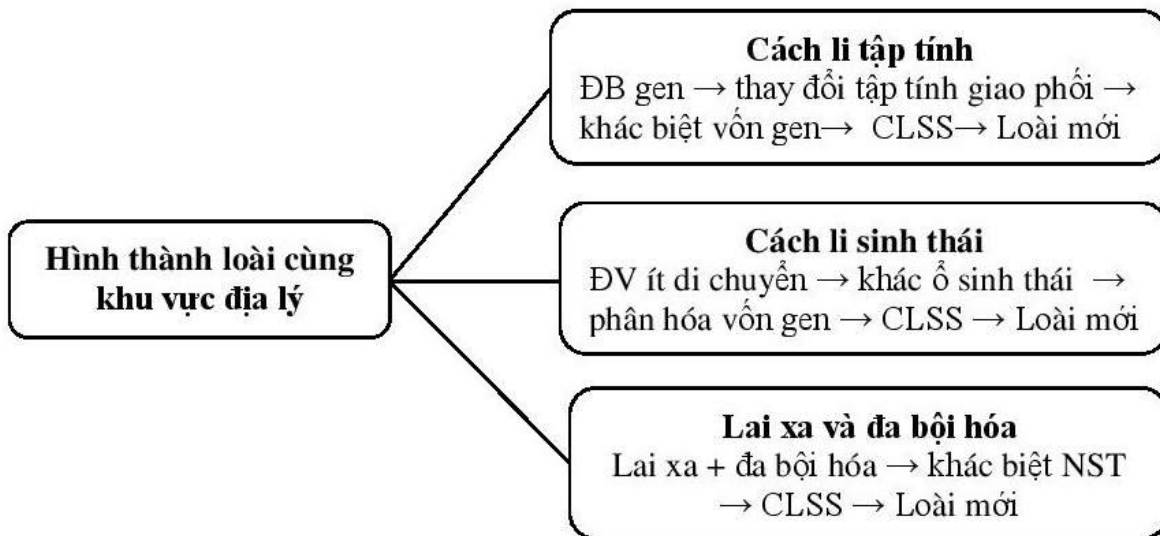 Hình thành loài cùng
khu vực địa lý
Cách li tập tính
ĐB gen → thay đổi tập tính giao phối →
khác biệt vốn gen→ CLSS→ Loài mới
Cách li sinh thái
ĐV ít di chuyển → khác ổ sinh thái →
phân hóa vốn gen → CLSS → Loài mới
Lai xa và đa bội hóa
Lai xa + đa bội hóa → khác biệt NST
→ CLSS → Loài mới